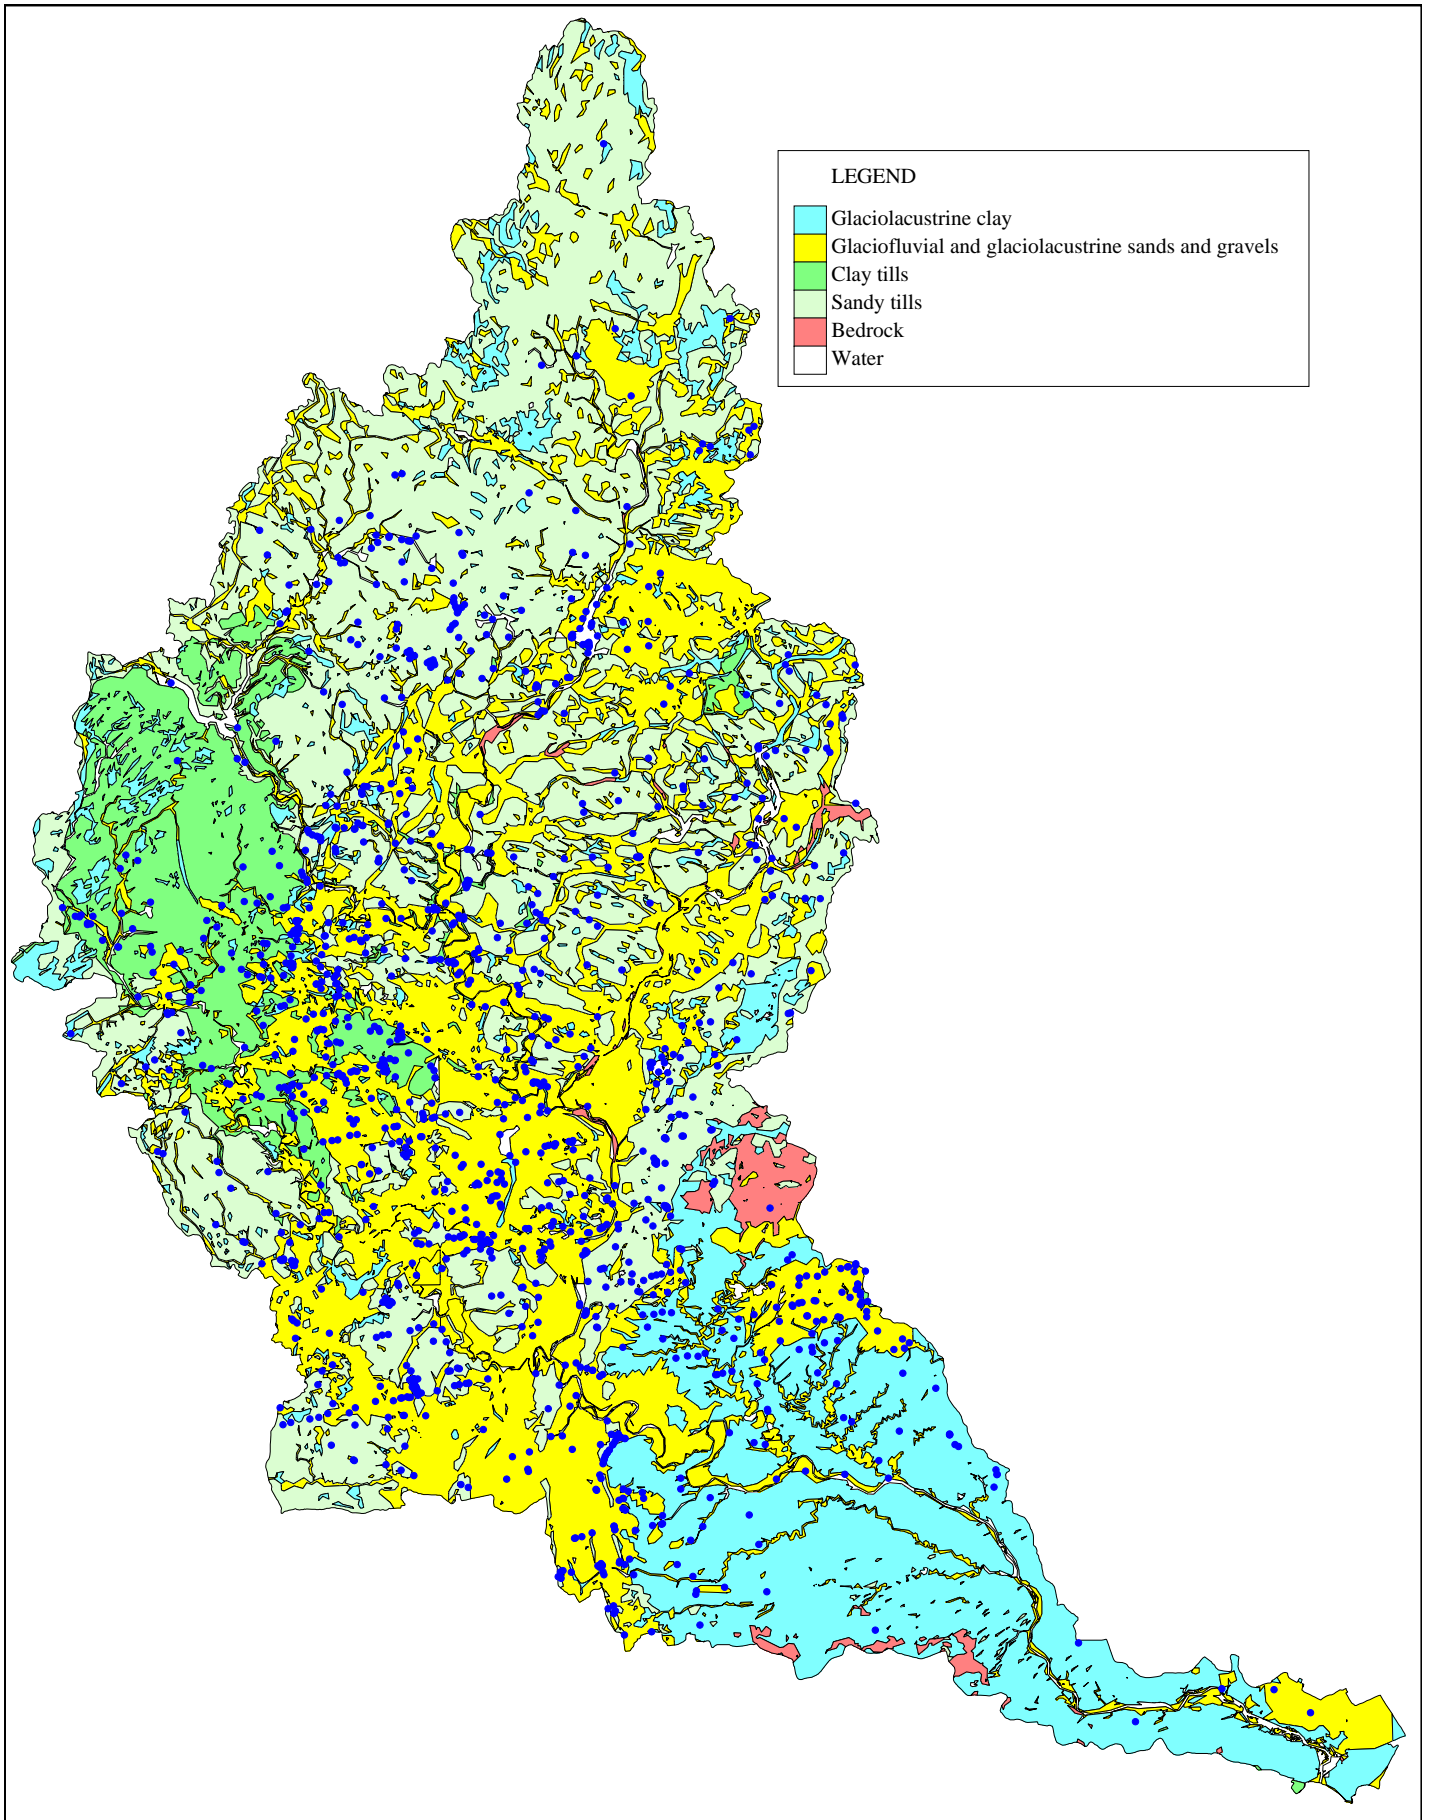 LEGEND
Glaciolacustrine clay
Glaciofluvial and glaciolacustrine sands and gravels
Clay tills
Sandy tills
Bedrock
Water